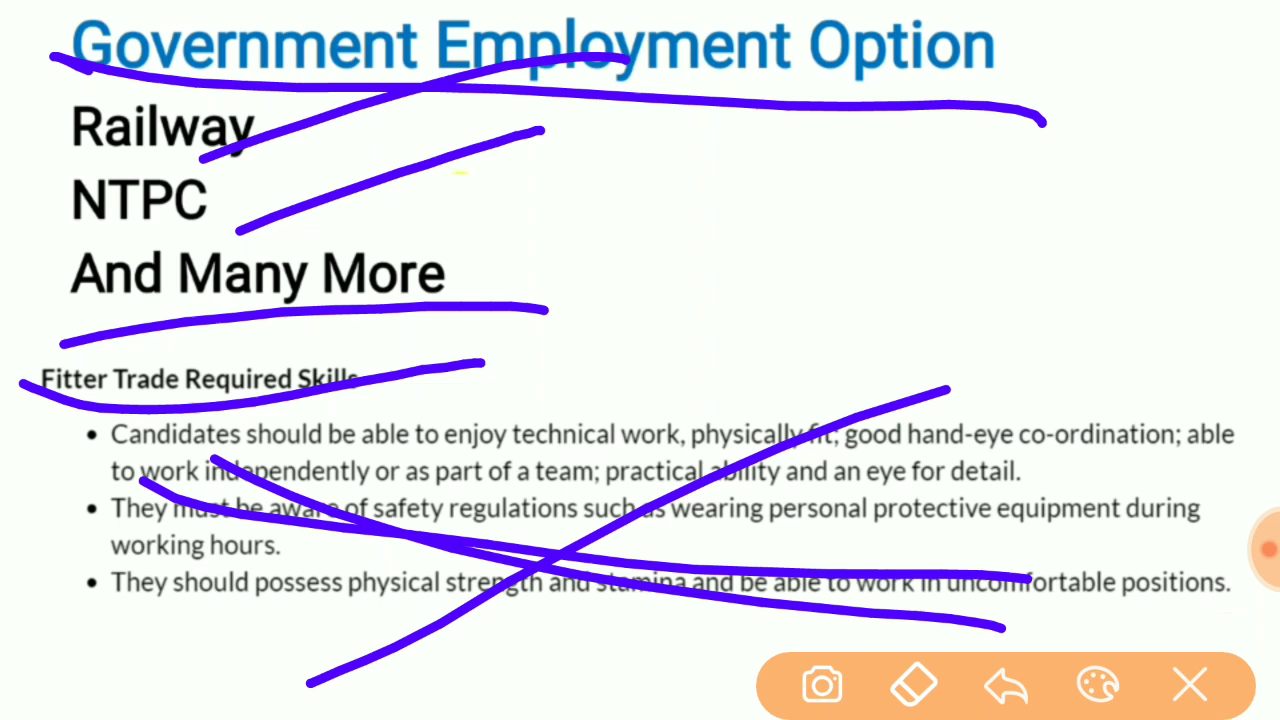 Government Employment Option
Railway
NTPC
And Many More
Fitter Trade Required Skills
• Candidates should be able to enjoy technical work, physically fit; good hand-eye co-ordination; able
to work independently or as part of a team; practical ability and an eye for detail.
• They must be aware of safety regulations such as wearing personal protective equipment during
working hours.
• They should possess physical strength and stamina and be able to work in uncomfortable positions.